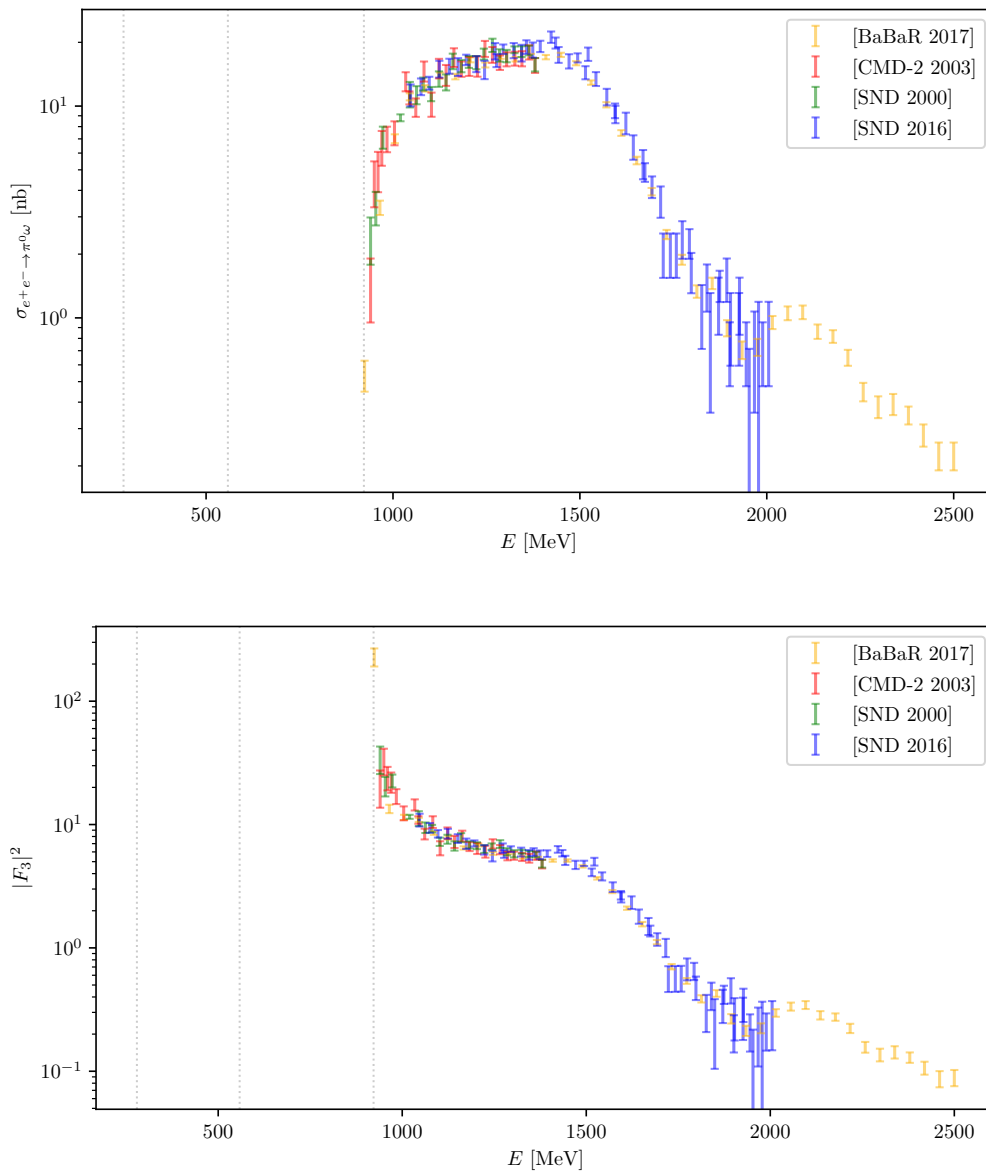 [BaBaR 2017]
[CMD-2 2003]
[SND 2000]
[SND 2016]
10¹
10⁰
σ_{e⁺e⁻→π⁰ω} [nb]
500
1000
1500
2000
2500
E [MeV]
[BaBaR 2017]
[CMD-2 2003]
[SND 2000]
[SND 2016]
10²
10¹
10⁰
10⁻¹
|F₃|²
500
1000
1500
2000
2500
E [MeV]